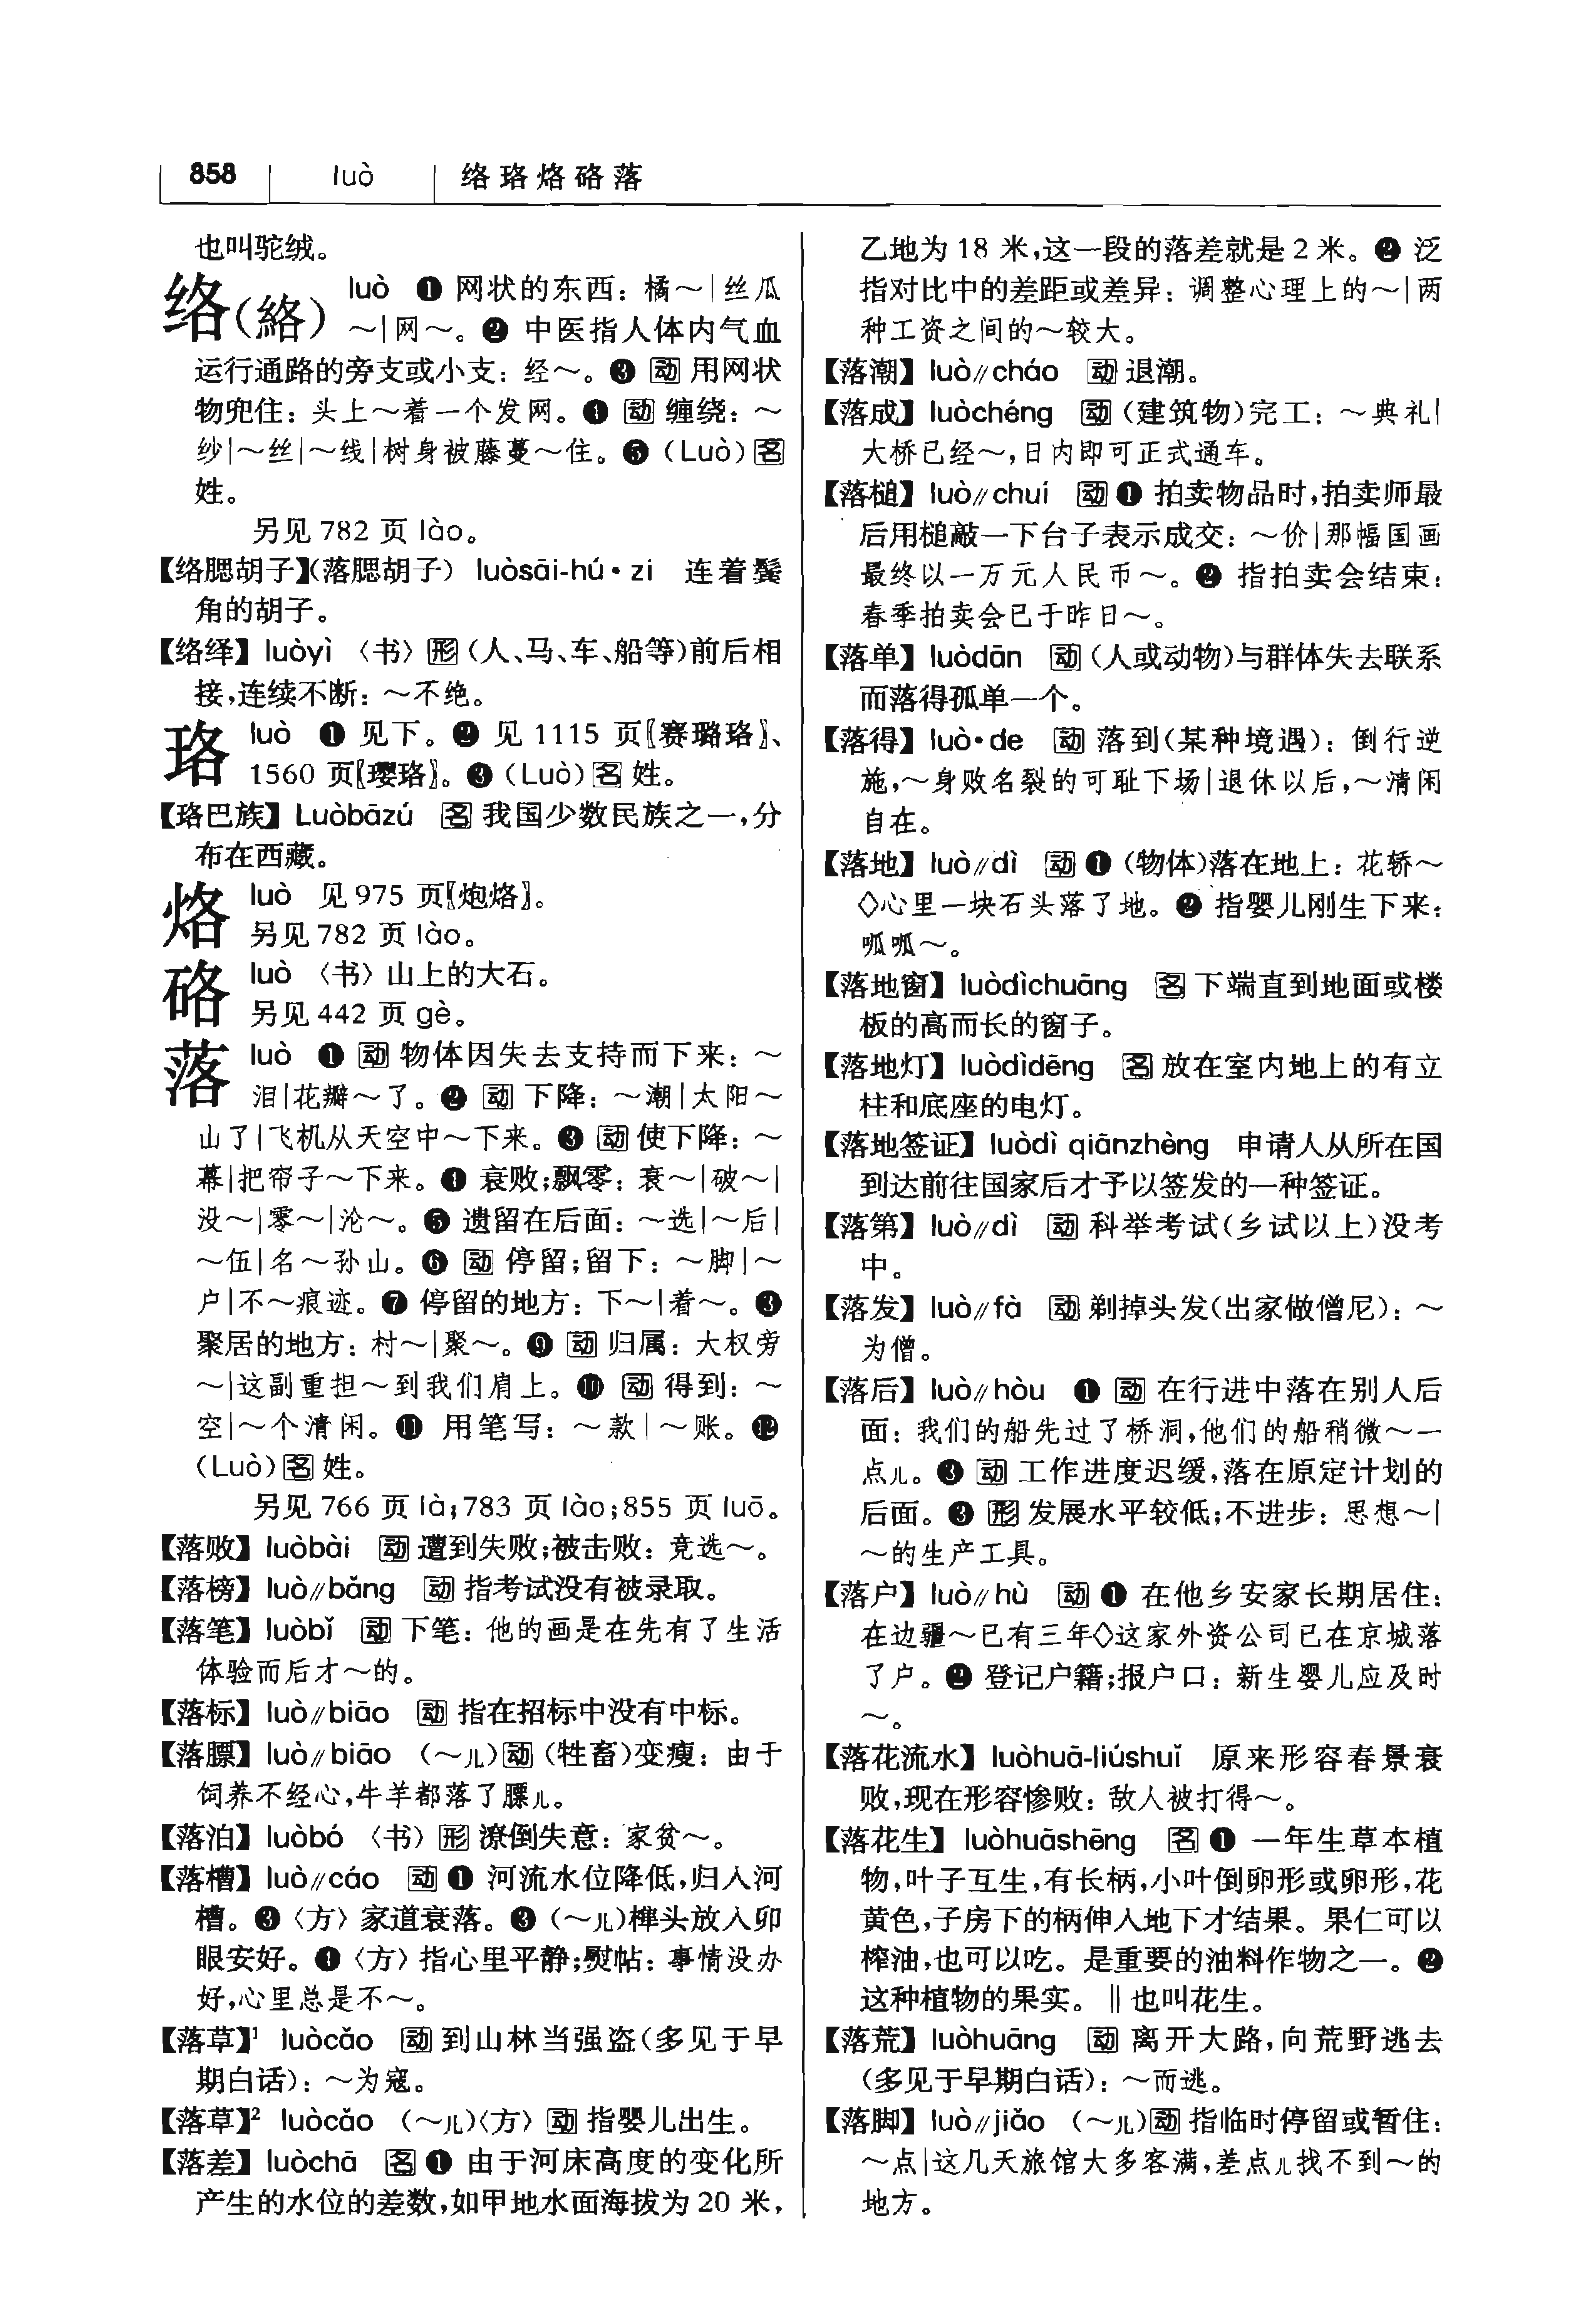 858 luò 络珞烙硌落
也叫驼绒。
络(絡) luò ❶ 网状的东西：橘～|丝瓜
～|网～。❷ 中医指人体内气血
运行通路的旁支或小支：经～。❸ 动 用网状
物兜住：头上～着一个发网。❹ 动 缠绕：～
纱|～丝|～线|树身被藤蔓～住。❺（Luò）名
姓。
另见 782 页 lào。
【络腮胡子】(落腮胡子) luòsāi-hú·zi 连着鬓
角的胡子。
【络绎】luòyì 〈书〉形（人、马、车、船等）前后相
接，连续不断：～不绝。
珞 luò ❶ 见下。❷ 见 1115 页〖赛璐珞〗、
1560 页〖璎珞〗。❸（Luò）名 姓。
【珞巴族】Luòbāzú 名 我国少数民族之一，分
布在西藏。
烙 luò 见 975 页〖炮烙〗。
另见 782 页 lào。
硌 luò 〈书〉山上的大石。
另见 442 页 gè。
落 luò ❶ 动 物体因失去支持而下来：～
泪|花瓣～了。❷ 动 下降：～潮|太阳～
山了|飞机从天空中～下来。❸ 动 使下降：～
幕|把帘子～下来。❹ 衰败；飘零：衰～|破～|
没～|零～|沦～。❺ 遗留在后面：～选|～后|
～伍|名～孙山。❻ 动 停留；留下：～脚|～
户|不～痕迹。❼ 停留的地方：下～|着～。❽
聚居的地方：村～|聚～。❾ 动 归属：大权旁
～|这副重担～到我们肩上。❿ 动 得到：～
空|～个清闲。⓫ 用笔写：～款|～账。⓬
（Luò）名 姓。
另见 766 页 là；783 页 lào；855 页 luō。
【落败】luòbài 动 遭到失败；被击败：竞选～。
【落榜】luò∥bǎng 动 指考试没有被录取。
【落笔】luòbǐ 动 下笔：他的画是在先有了生活
体验而后才～的。
【落标】luò∥biāo 动 指在招标中没有中标。
【落膘】luò∥biāo （～儿）动（牲畜）变瘦：由于
饲养不经心，牛羊都落了膘儿。
【落泊】luòbó 〈书〉形 潦倒失意：家贫～。
【落槽】luò∥cáo 动 ❶ 河流水位降低，归入河
槽。❷〈方〉家道衰落。❸（～儿）榫头放入卯
眼安好。❹〈方〉指心里平静；熨帖：事情没办
好，心里总是不～。
【落草】¹ luòcǎo 动 到山林当强盗（多见于早
期白话）：～为寇。
【落草】² luòcǎo （～儿）〈方〉动 指婴儿出生。
【落差】luòchā 名 ❶ 由于河床高度的变化所
产生的水位的差数，如甲地水面海拔为 20 米，
乙地为 18 米，这一段的落差就是 2 米。❷ 泛
指对比中的差距或差异：调整心理上的～|两
种工资之间的～较大。
【落潮】luò∥cháo 动 退潮。
【落成】luòchéng 动（建筑物）完工：～典礼|
大桥已经～，日内即可正式通车。
【落槌】luò∥chuí 动 ❶ 拍卖物品时，拍卖师最
后用槌敲一下台子表示成交：～价|那幅国画
最终以一万元人民币～。❷ 指拍卖会结束：
春季拍卖会已于昨日～。
【落单】luòdān 动（人或动物）与群体失去联系
而落得孤单一个。
【落得】luò·de 动 落到（某种境遇）：倒行逆
施，～身败名裂的可耻下场|退休以后，～清闲
自在。
【落地】luò∥dì 动 ❶（物体）落在地上：花轿～
◇心里一块石头落了地。❷ 指婴儿刚生下来：
呱呱～。
【落地窗】luòdìchuāng 名 下端直到地面或楼
板的高而长的窗子。
【落地灯】luòdìdēng 名 放在室内地上的有立
柱和底座的电灯。
【落地签证】luòdì qiānzhèng 申请人从所在国
到达前往国家后才予以签发的一种签证。
【落第】luò∥dì 动 科举考试（乡试以上）没考
中。
【落发】luò∥fà 动 剃掉头发（出家做僧尼）：～
为僧。
【落后】luò∥hòu ❶ 动 在行进中落在别人后
面：我们的船先过了桥洞，他们的船稍微～一
点儿。❷ 动 工作进度迟缓，落在原定计划的
后面。❸ 形 发展水平较低；不进步：思想～|
～的生产工具。
【落户】luò∥hù 动 ❶ 在他乡安家长期居住：
在边疆～已有三年◇这家外资公司已在京城落
了户。❷ 登记户籍；报户口：新生婴儿应及时
～。
【落花流水】luòhuā-liúshuǐ 原来形容春景衰
败，现在形容惨败：敌人被打得～。
【落花生】luòhuāshēng 名 ❶ 一年生草本植
物，叶子互生，有长柄，小叶倒卵形或卵形，花
黄色，子房下的柄伸入地下才结果。果仁可以
榨油，也可以吃。是重要的油料作物之一。❷
这种植物的果实。‖也叫花生。
【落荒】luòhuāng 动 离开大路，向荒野逃去
（多见于早期白话）：～而逃。
【落脚】luò∥jiǎo （～儿）动 指临时停留或暂住：
～点|这几天旅馆大多客满，差点儿找不到～的
地方。